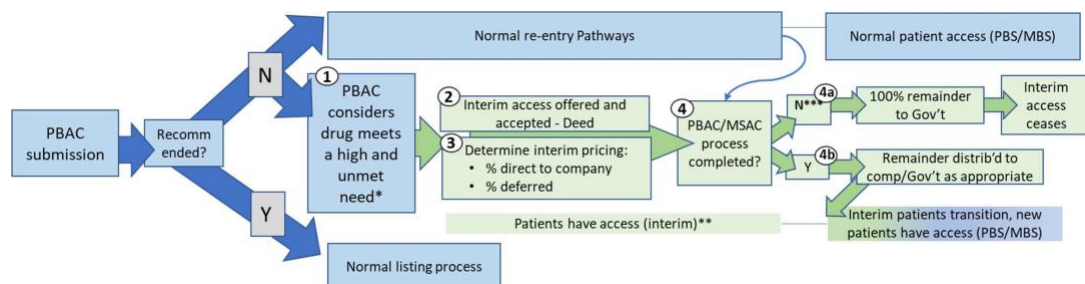 Normal re-entry Pathways
Normal patient access (PBS/MBS)
N
1
PBAC
considers
drug meets
a high and
unmet
need*
2
Interim access offered and
accepted - Deed
3
Determine interim pricing:
• % direct to company
• % deferred
4
PBAC/MSAC
process
completed?
N***
4a
100% remainder
to Gov't
Interim
access
ceases
PBAC
submission
Recomm
ended?
Y
4b
Remainder distrib'd to
comp/Gov't as appropriate
Y
Patients have access (interim)**
Interim patients transition, new
patients have access (PBS/MBS)
Normal listing process